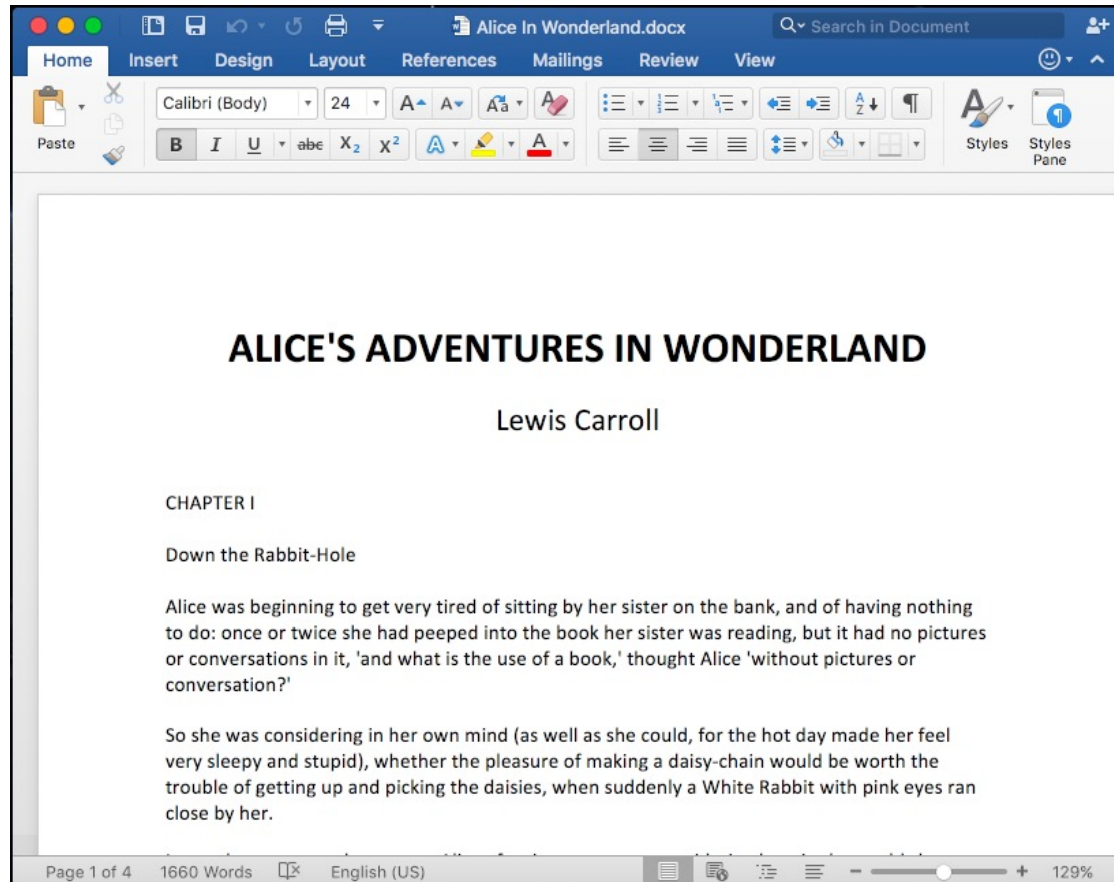 Alice In Wonderland.docx
Search in Document
Home Insert Design Layout References Mailings Review View
Paste
Calibri (Body) 24 A A Aa A
B I U abc X2 X2 A A
A Z ¶
Styles
Styles
Pane
ALICE'S ADVENTURES IN WONDERLAND
Lewis Carroll
CHAPTER I
Down the Rabbit-Hole
Alice was beginning to get very tired of sitting by her sister on the bank, and of having nothing
to do: once or twice she had peeped into the book her sister was reading, but it had no pictures
or conversations in it, 'and what is the use of a book,' thought Alice 'without pictures or
conversation?'
So she was considering in her own mind (as well as she could, for the hot day made her feel
very sleepy and stupid), whether the pleasure of making a daisy-chain would be worth the
trouble of getting up and picking the daisies, when suddenly a White Rabbit with pink eyes ran
close by her.
Page 1 of 4 1660 Words English (US) 129%